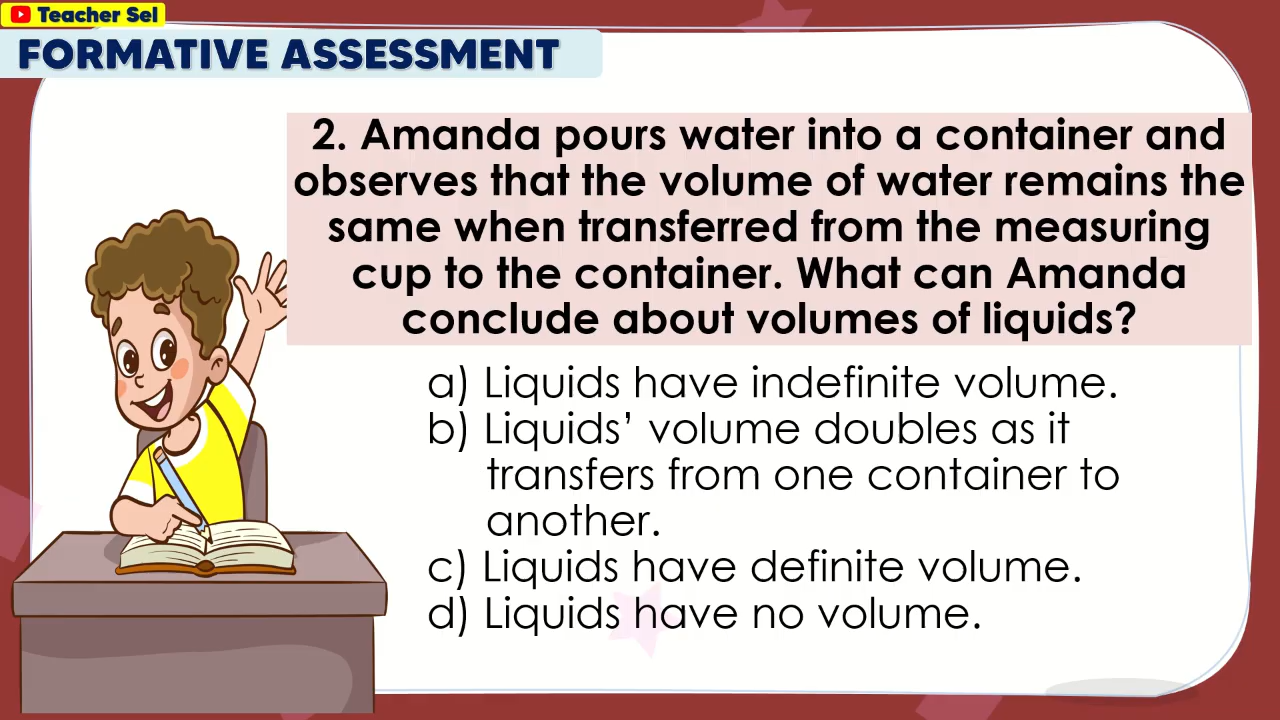 Teacher Sel
FORMATIVE ASSESSMENT
2. Amanda pours water into a container and
observes that the volume of water remains the
same when transferred from the measuring
cup to the container. What can Amanda
conclude about volumes of liquids?
a) Liquids have indefinite volume.
b) Liquids’ volume doubles as it
transfers from one container to
another.
c) Liquids have definite volume.
d) Liquids have no volume.